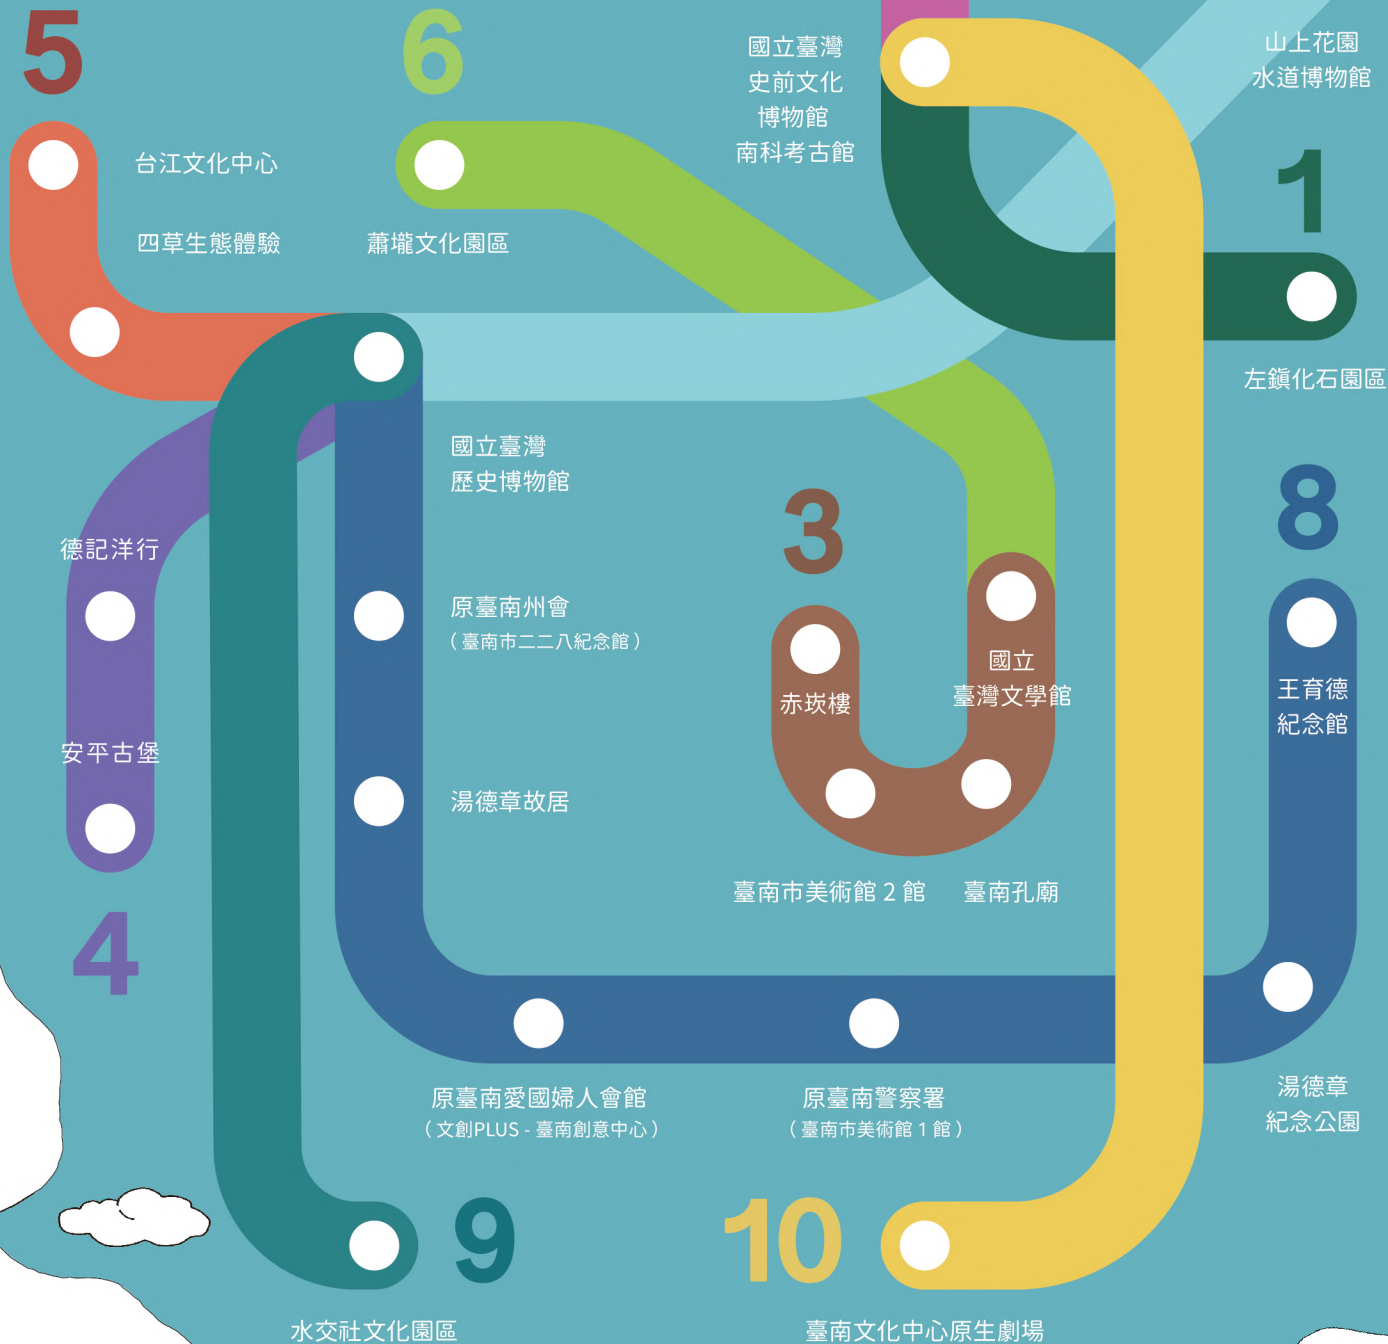 5
6
國立臺灣
史前文化
博物館
南科考古館
山上花園
水道博物館
台江文化中心
1
四草生態體驗
蕭壠文化園區
左鎮化石園區
國立臺灣
歷史博物館
3
8
德記洋行
原臺南州會
（臺南市二二八紀念館）
國立
臺灣文學館
赤崁樓
王育德
紀念館
安平古堡
湯德章故居
臺南市美術館 2 館
臺南孔廟
4
原臺南愛國婦人會館
（文創PLUS - 臺南創意中心）
原臺南警察署
（臺南市美術館 1 館）
湯德章
紀念公園
9
10
水交社文化園區
臺南文化中心原生劇場